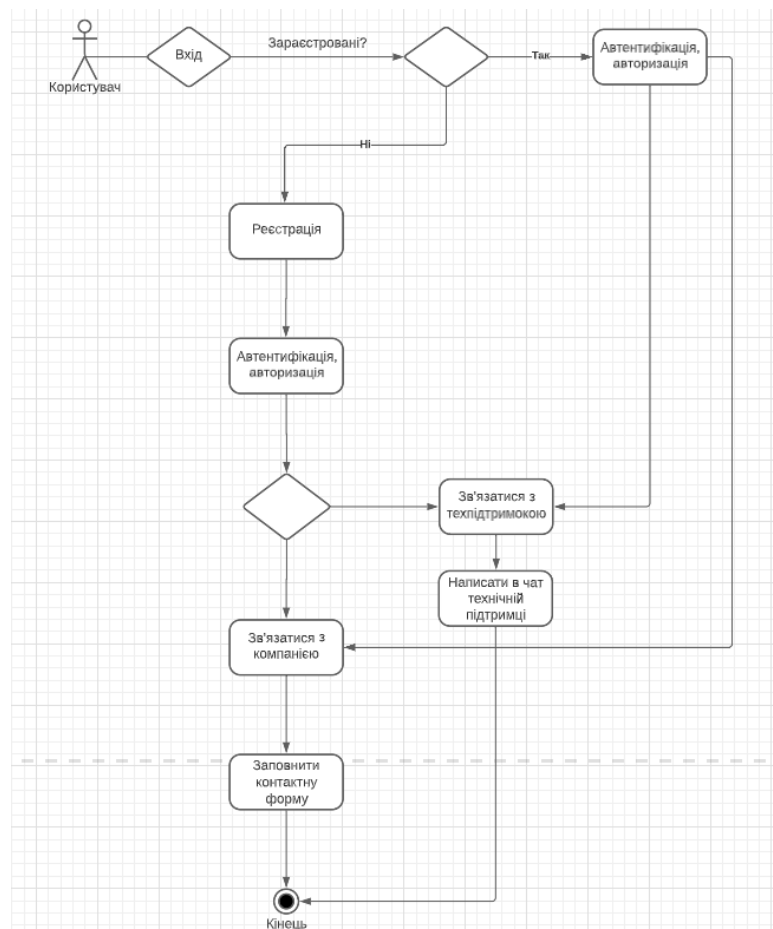 Зараєстровані?
Вхід
Так
Автентифікація,
авторизація
Користувач
Ні
Реєстрація
Автентифікація,
авторизація
Зв'язатися з
техпідтримокою
Написати в чат
технічній
підтримці
Зв'язатися з
компанією
Заповнити
контактну
форму
Кінець